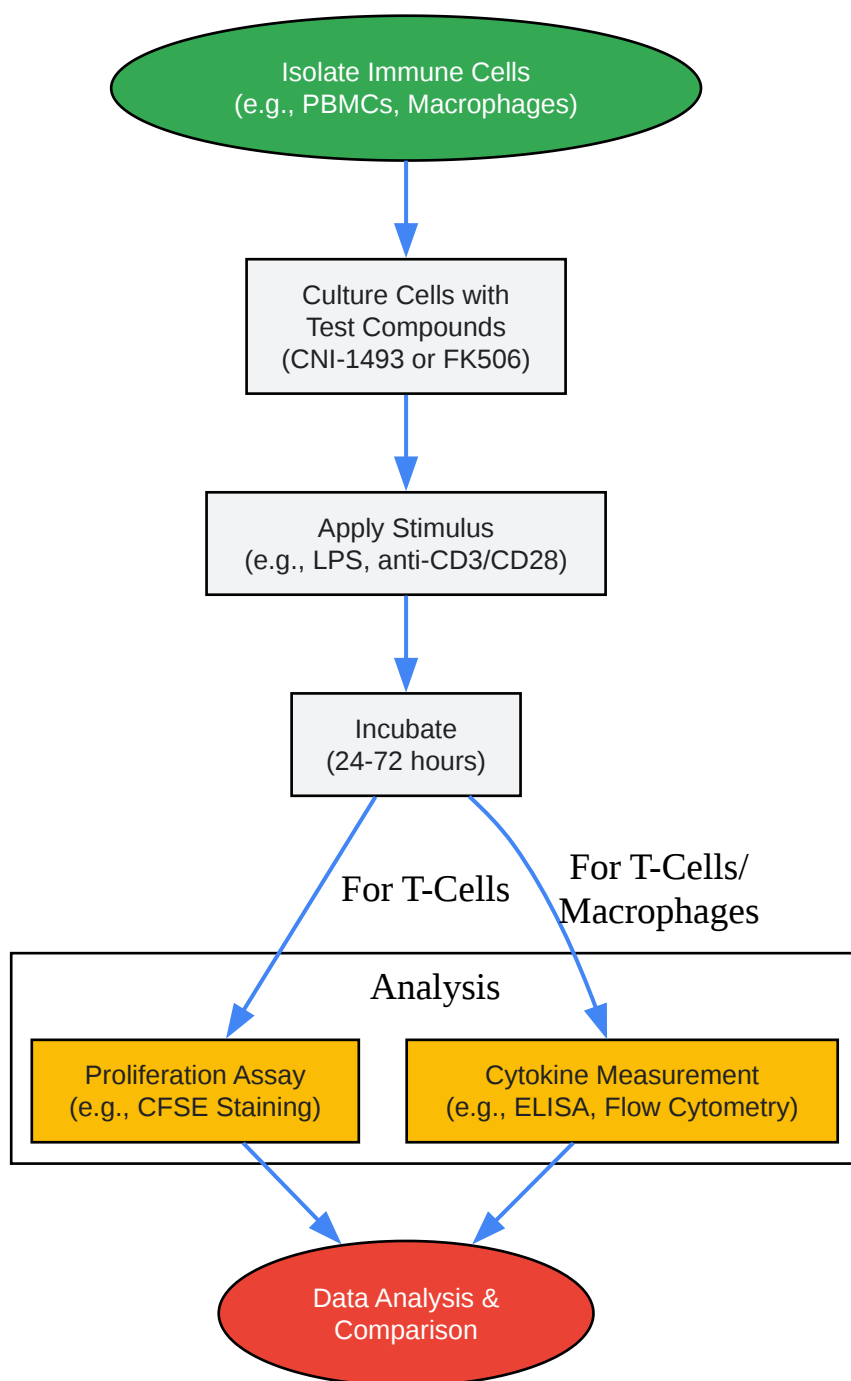 Isolate Immune Cells
(e.g., PBMCs, Macrophages)
Culture Cells with
Test Compounds
(CNI-1493 or FK506)
Apply Stimulus
(e.g., LPS, anti-CD3/CD28)
Incubate
(24-72 hours)
For T-Cells
For T-Cells/
Macrophages
Analysis
Proliferation Assay
(e.g., CFSE Staining)
Cytokine Measurement
(e.g., ELISA, Flow Cytometry)
Data Analysis &
Comparison